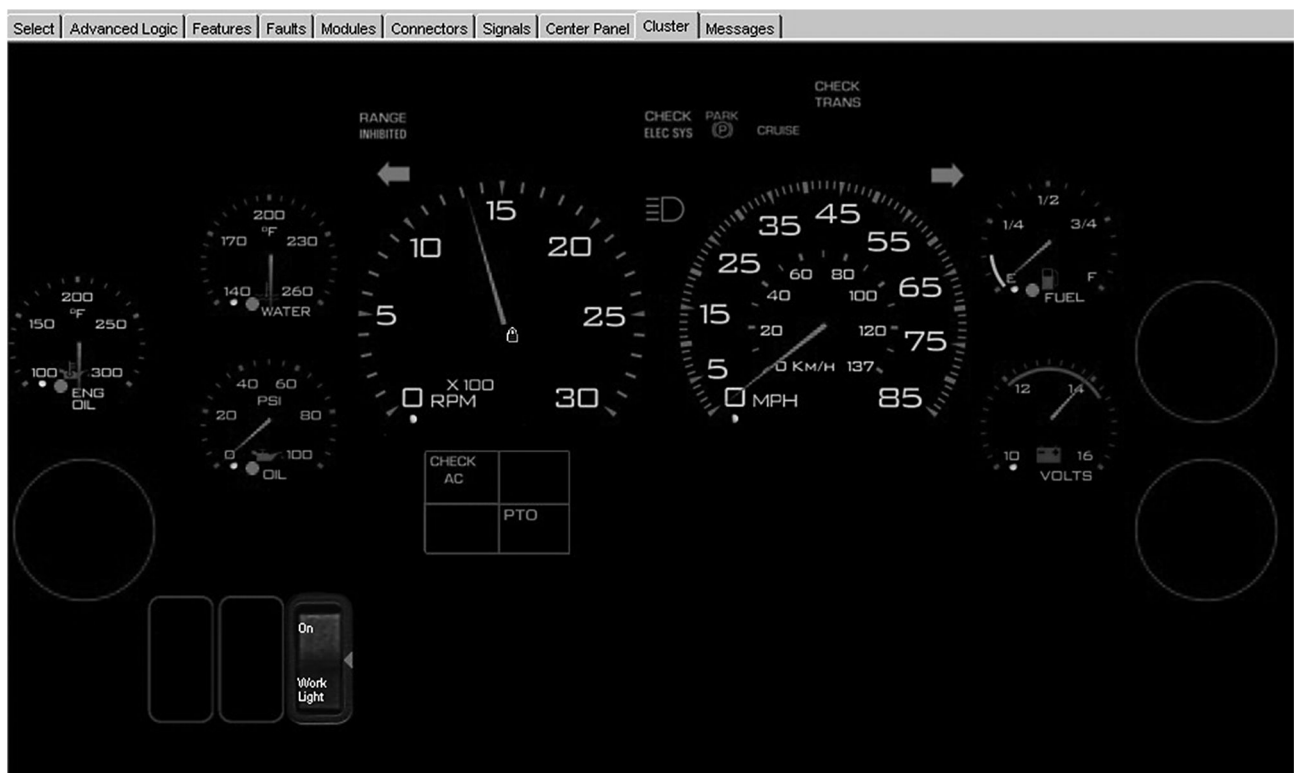 Select Advanced Logic Features Faults Modules Connectors Signals Center Panel Cluster Messages
CHECK
TRANS
RANGE
INHIBITED
CHECK
ELEC SYS
PARK
P
CRUISE
200
°F
170 230
140 260
WATER
200
°F
150 250
100 300
ENG
OIL
40 60
PSI
20 80
0 100
OIL
15
10 20
5 25
0 30
X 100
RPM
45
35 55
25 65
15 75
5 85
0 MPH
60 80
40 100
20 120
0 KM/H 137
1/2
1/4 3/4
E F
FUEL
12 14
10 16
VOLTS
CHECK
AC
PTO
On
Work
Light